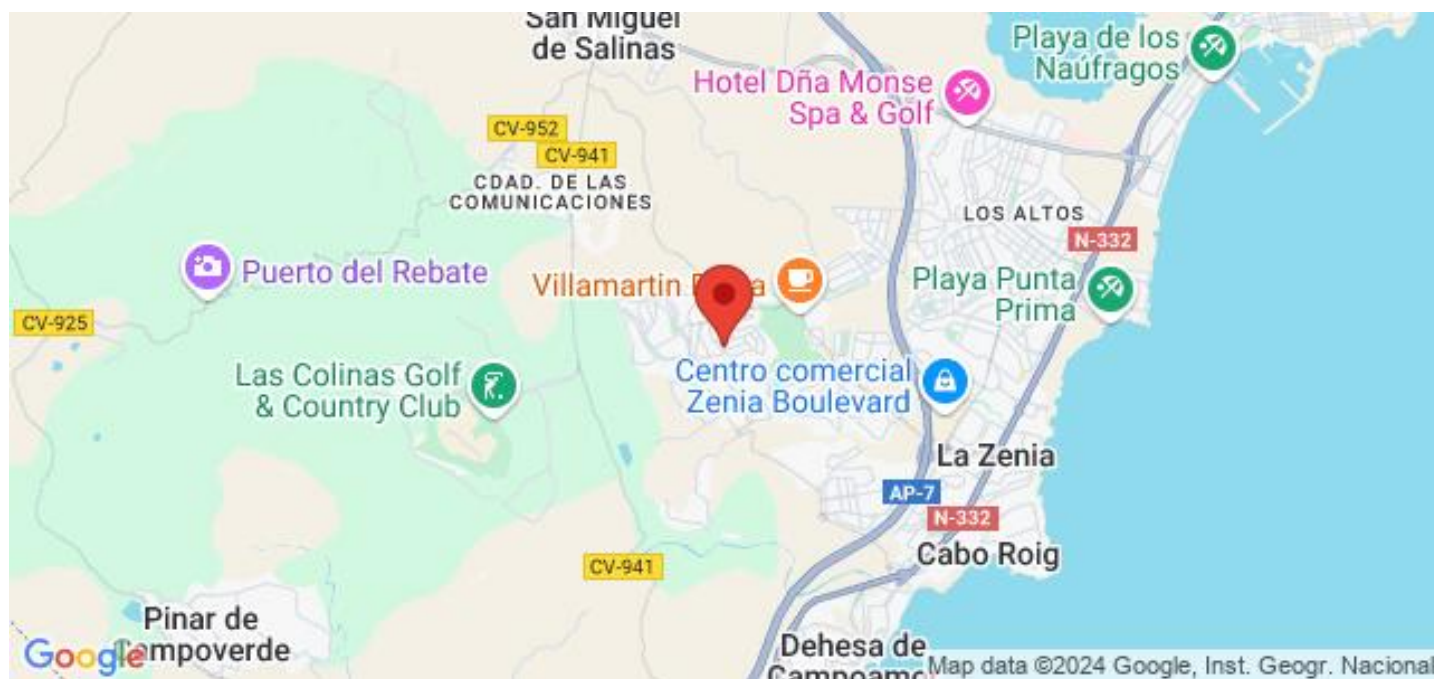 San Miguel
de Salinas
Playa de los
Naúfragos
Hotel Dña Monse
Spa & Golf
CV-952
CV-941
CDAD. DE LAS
COMUNICACIONES
LOS ALTOS
N-332
Puerto del Rebate
Villamartin
Playa Punta
Prima
CV-925
Las Colinas Golf
& Country Club
Centro comercial
Zenia Boulevard
La Zenia
AP-7
N-332
Cabo Roig
CV-941
Pinar de
Campoverde
Google
Dehesa de
Campoamor
Map data ©2024 Google, Inst. Geogr. Nacional